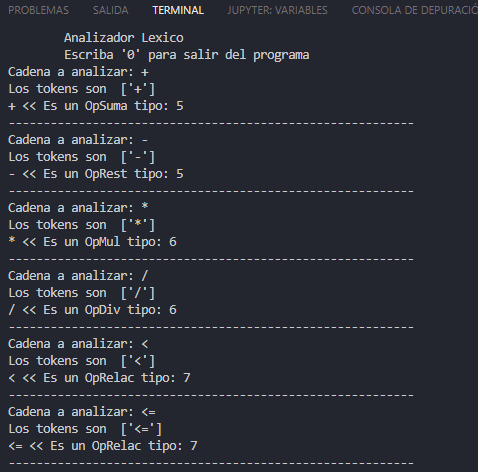 PROBLEMAS SALIDA TERMINAL JUPYTER: VARIABLES CONSOLA DE DEPURACIÓ
Analizador Lexico
Escriba '0' para salir del programa
Cadena a analizar: +
Los tokens son  ['+']
+ << Es un OpSuma tipo: 5
----------------------------------------------------------
Cadena a analizar: -
Los tokens son  ['-']
- << Es un OpRest tipo: 5
----------------------------------------------------------
Cadena a analizar: *
Los tokens son  ['*']
* << Es un OpMul tipo: 6
----------------------------------------------------------
Cadena a analizar: /
Los tokens son  ['/']
/ << Es un OpDiv tipo: 6
----------------------------------------------------------
Cadena a analizar: <
Los tokens son  ['<']
< << Es un OpRelac tipo: 7
----------------------------------------------------------
Cadena a analizar: <=
Los tokens son  ['<=']
<= << Es un OpRelac tipo: 7
----------------------------------------------------------